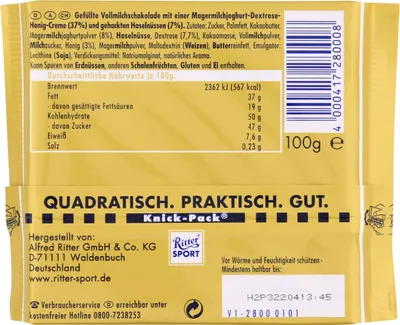 D A CH Gefüllte Vollmilchschokolade mit einer Magermilchjoghurt-Dextrose-
Honig-Creme (37%) und gehackten Haselnüssen (7%). Zutaten: Zucker, Palmfett, Kakaobutter,
Magermilchjoghurtpulver (8%), Haselnüsse, Dextrose (7,7%), Kakaomasse, Vollmilchpulver,
Milchzucker, Honig (3%), Magermilchpulver, Maltodextrin (Weizen), Butterreinfett, Emulgator:
Lecithine (Soja), Verdickungsmittel: Natriumalginat, natürliches Aroma.
Kann Spuren von Erdnüssen, anderen Schalenfrüchten, Gluten und Ei enthalten.
Durchschnittliche Nährwerte je 100g:
Brennwert 2362 kJ (567 kcal)
Fett 37 g
- davon gesättigte Fettsäuren 19 g
Kohlenhydrate 50 g
- davon Zucker 47 g
Eiweiß 7,6 g
Salz 0,23 g
4 000417 280008
100g e
QUADRATISCH. PRAKTISCH. GUT.
Knick-Pack®
Hergestellt von:
Alfred Ritter GmbH & Co. KG
D-71111 Waldenbuch
Deutschland
www.ritter-sport.de
Ritter
SPORT
Vor Wärme und Feuchtigkeit schützen -
Mindestens haltbar bis:
H2P3220413:45
V1-2800 0101
Verbraucherservice erreichbar unter
kostenlos DE: 0800-7238253